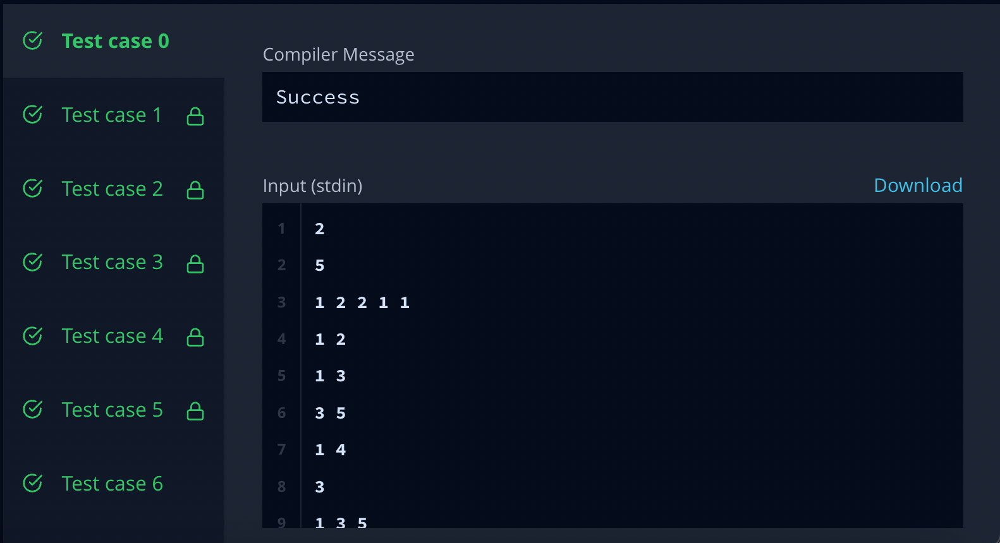 Test case 0
Test case 1
Test case 2
Test case 3
Test case 4
Test case 5
Test case 6
Compiler Message
Success
Input (stdin)
Download
1 2
2 5
3 1 2 2 1 1
4 1 2
5 1 3
6 3 5
7 1 4
8 3
9 1 3 5